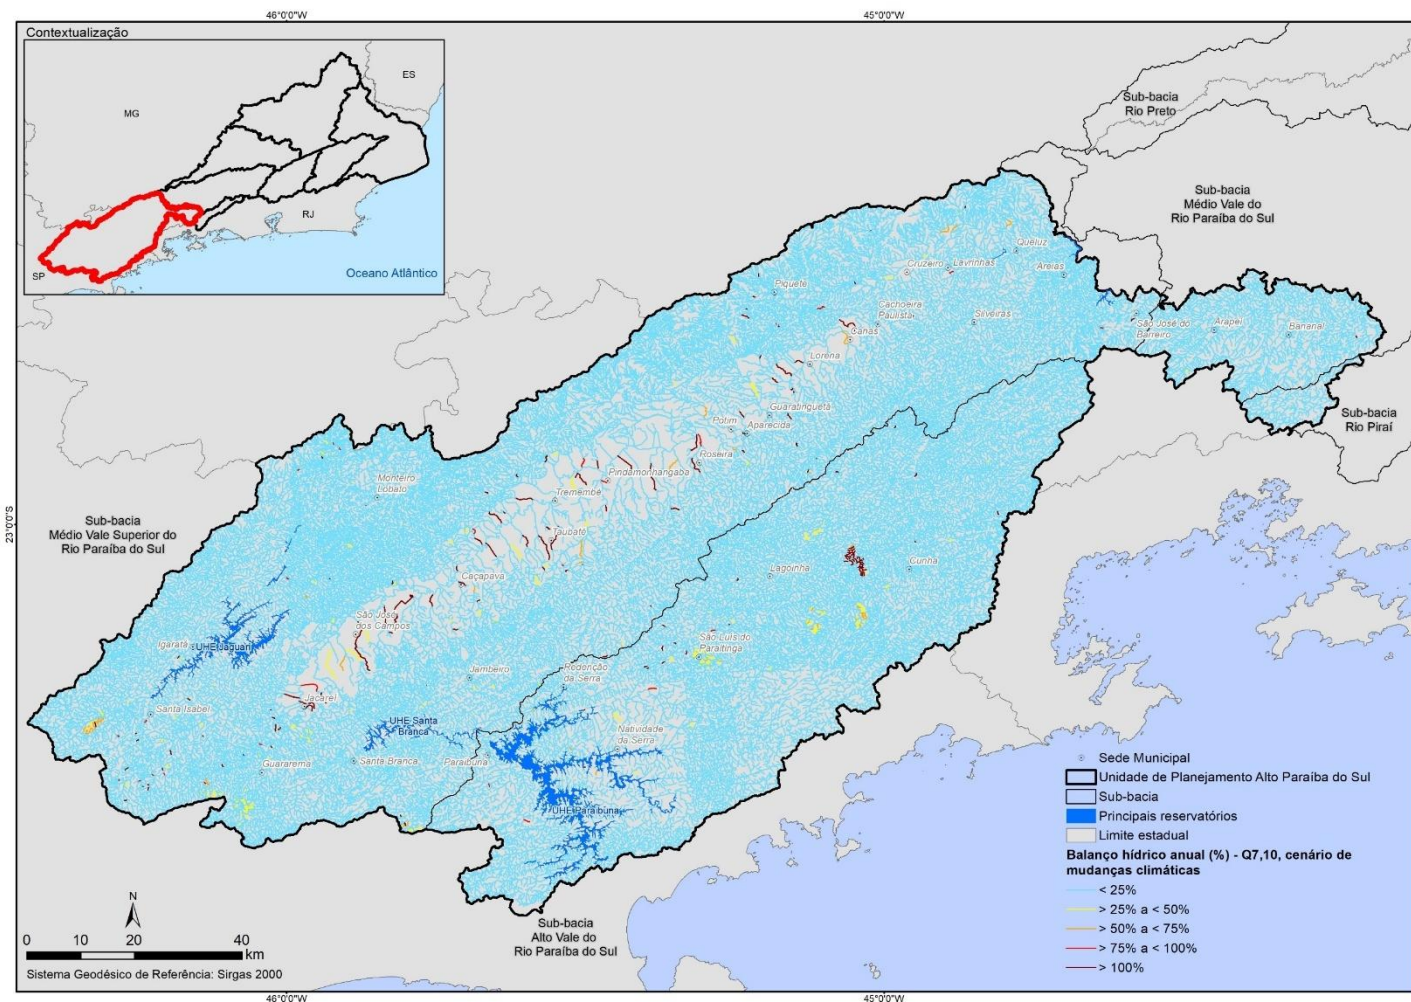 46°0'0"W
45°0'0"W
Contextualização
MG
ES
RJ
SP
Oceano Atlântico
Sub-bacia
Rio Preto
Sub-bacia
Médio Vale do
Rio Paraíba do Sul
Queluz
Lavrinhas
Cruzeiro
Areias
Piquete
Cachoeira
Paulista
Silveiras
São José do
Barreiro
Arapeí
Bananal
Canas
Lorena
Guaratinguetá
Potim
Aparecida
Sub-bacia
Rio Piraí
Roseira
Pindamonhangaba
Monteiro
Lobato
Tremembé
23°0'0"S
Sub-bacia
Médio Vale Superior do
Rio Paraíba do Sul
Taubaté
Caçapava
Lagoinha
Cunha
São José
dos Campos
Igaratá
UHE Jaguari
São Luís do
Paraitinga
Redenção
da Serra
Jambeiro
Jacareí
Santa Isabel
UHE Santa
Branca
Natividade
da Serra
Paraibuna
Santa Branca
Guararema
UHE Paraibuna
Sede Municipal
Unidade de Planejamento Alto Paraíba do Sul
Sub-bacia
Principais reservatórios
Limite estadual
Balanço hídrico anual (%) - Q7,10, cenário de
mudanças climáticas
< 25%
> 25% a < 50%
> 50% a < 75%
> 75% a < 100%
> 100%
N
0 10 20 40
km
Sistema Geodésico de Referência: Sirgas 2000
Sub-bacia
Alto Vale do
Rio Paraíba do Sul
46°0'0"W
45°0'0"W